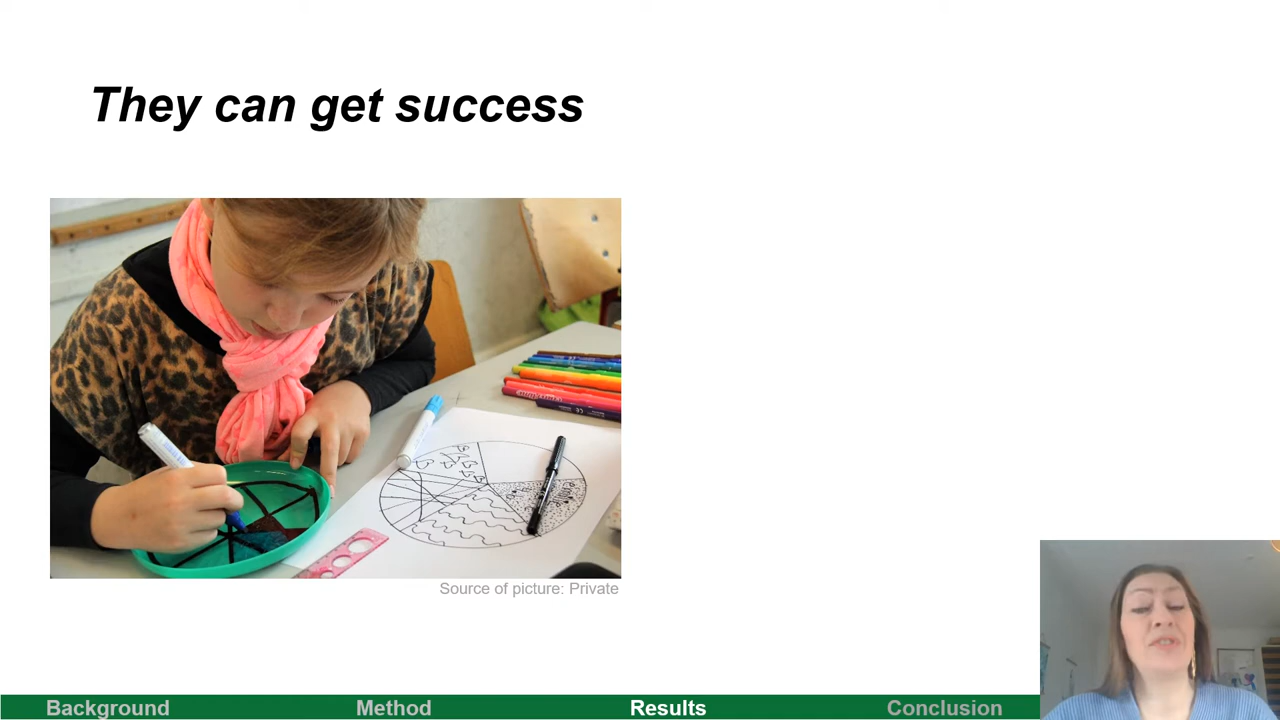 They can get success
Source of picture: Private
Background Method Results Conclusion